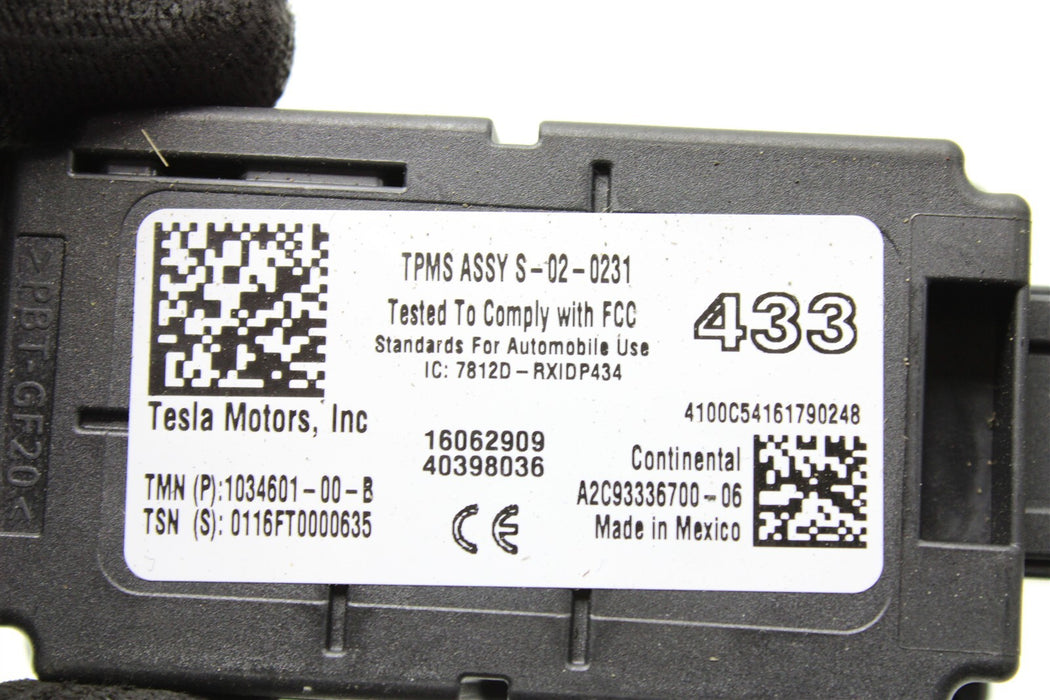 TPMS ASSY S-02-0231
Tested To Comply with FCC
Standards For Automobile Use
IC: 7812D-RXIDP434
433
Tesla Motors, Inc
TMN (P):1034601-00-B
TSN (S): 0116FT0000635
16062909
40398036
CE
4100C54161790248
Continental
A2C93336700-06
Made in Mexico
>PBT-GF20<